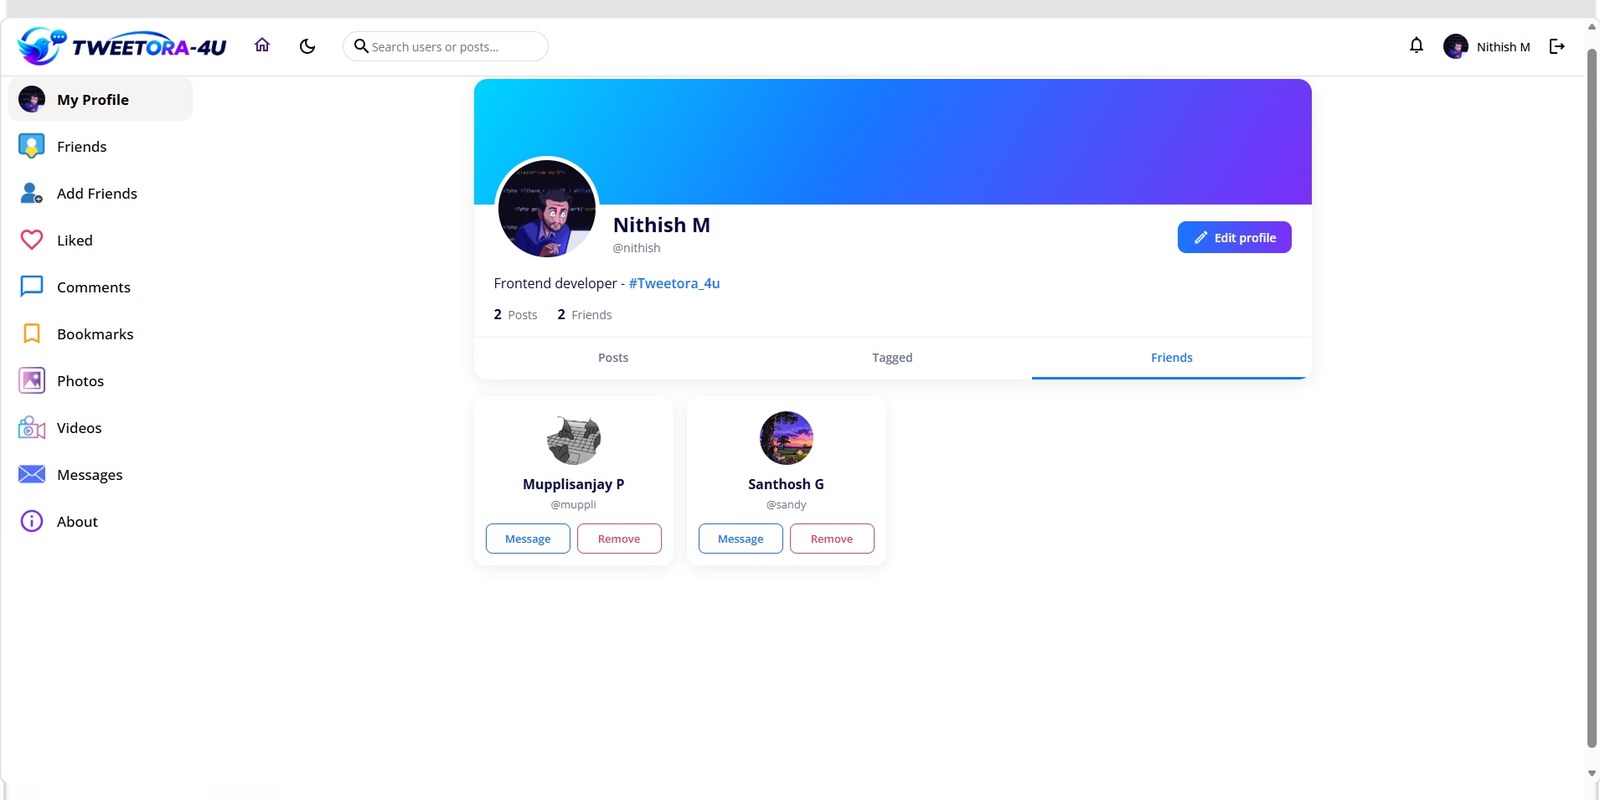 TWEETORA-4U
Search users or posts...
Nithish M
My Profile
Friends
Add Friends
Liked
Comments
Bookmarks
Photos
Videos
Messages
About
Nithish M
@nithish
Edit profile
Frontend developer - #Tweetora_4u
2 Posts 2 Friends
Posts Tagged Friends
Mupplisanjay P
@muppli
Message Remove
Santhosh G
@sandy
Message Remove